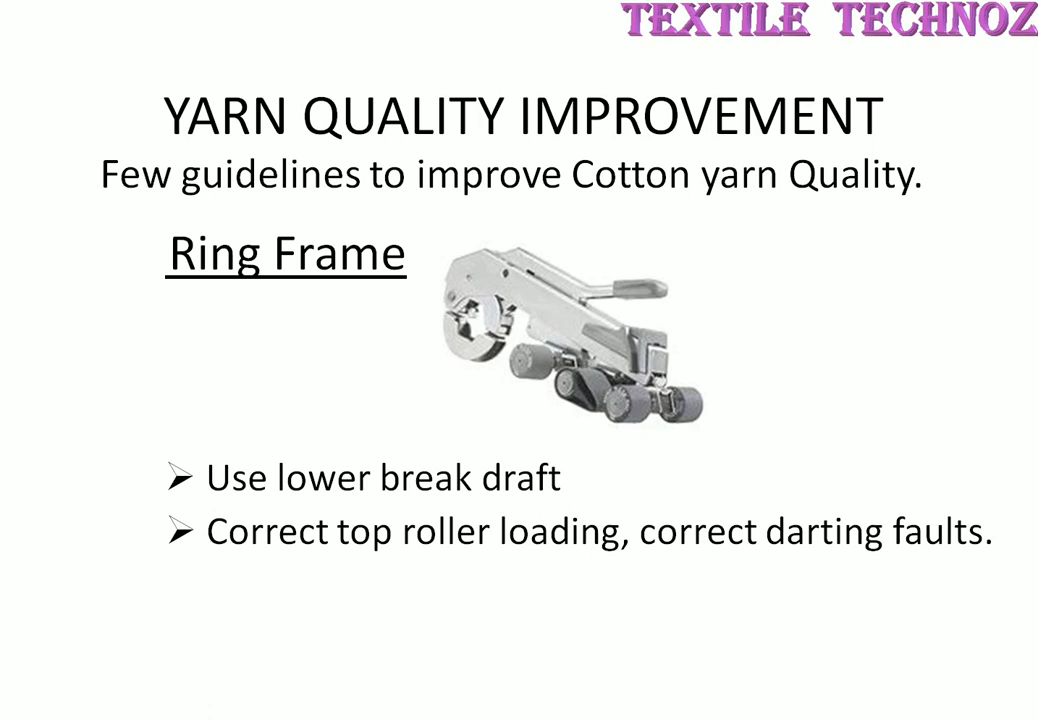 TEXTILE TECHNOZ
YARN QUALITY IMPROVEMENT
Few guidelines to improve Cotton yarn Quality.
Ring Frame
➢ Use lower break draft
➢ Correct top roller loading, correct darting faults.